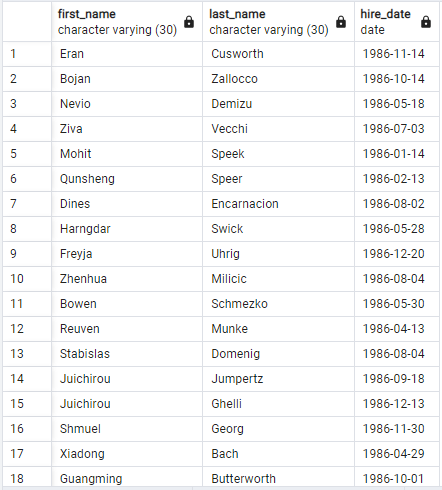 first_name last_name hire_date
character varying (30) character varying (30) date
1 Eran Cusworth 1986-11-14
2 Bojan Zallocco 1986-10-14
3 Nevio Demizu 1986-05-18
4 Ziva Vecchi 1986-07-03
5 Mohit Speek 1986-01-14
6 Qunsheng Speer 1986-02-13
7 Dines Encarnacion 1986-08-02
8 Harngdar Swick 1986-05-28
9 Freyja Uhrig 1986-12-20
10 Zhenhua Milicic 1986-08-04
11 Bowen Schmezko 1986-05-30
12 Reuven Munke 1986-04-13
13 Stabislas Domenig 1986-08-04
14 Juichirou Jumpertz 1986-09-18
15 Juichirou Ghelli 1986-12-13
16 Shmuel Georg 1986-11-30
17 Xiadong Bach 1986-04-29
18 Guangming Butterworth 1986-10-01